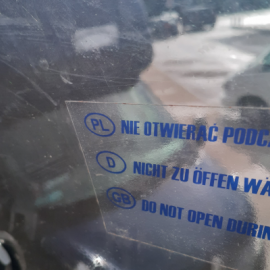 PL NIE OTWIERAĆ PODC
D NICHT ZU ÖFFEN WÄ
GB DO NOT OPEN DURIN